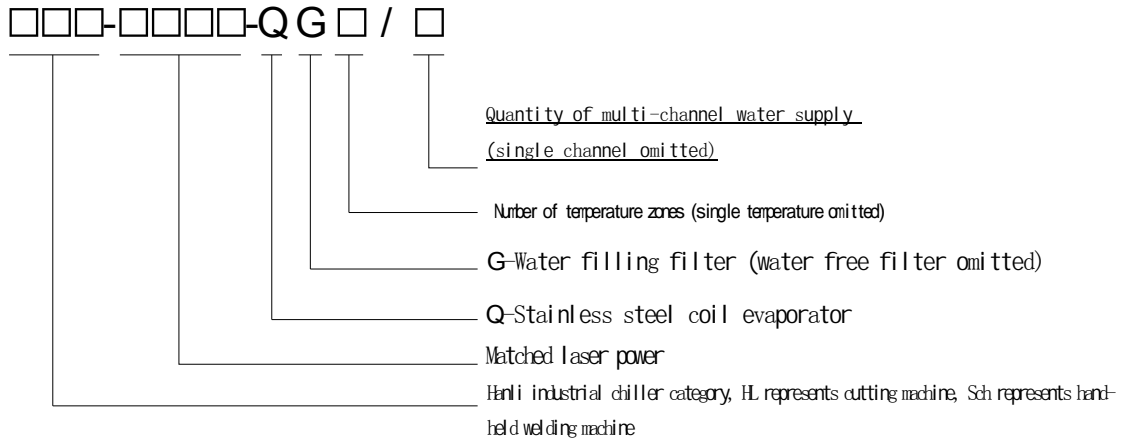 □□□-□□□□-QG□/□
Quantity of multi-channel water supply
(single channel omitted)
Number of temperature zones (single temperature omitted)
G-Water filling filter (water free filter omitted)
Q-Stainless steel coil evaporator
Matched laser power
Hanli industrial chiller category, HL represents cutting machine, Sch represents hand-
held welding machine